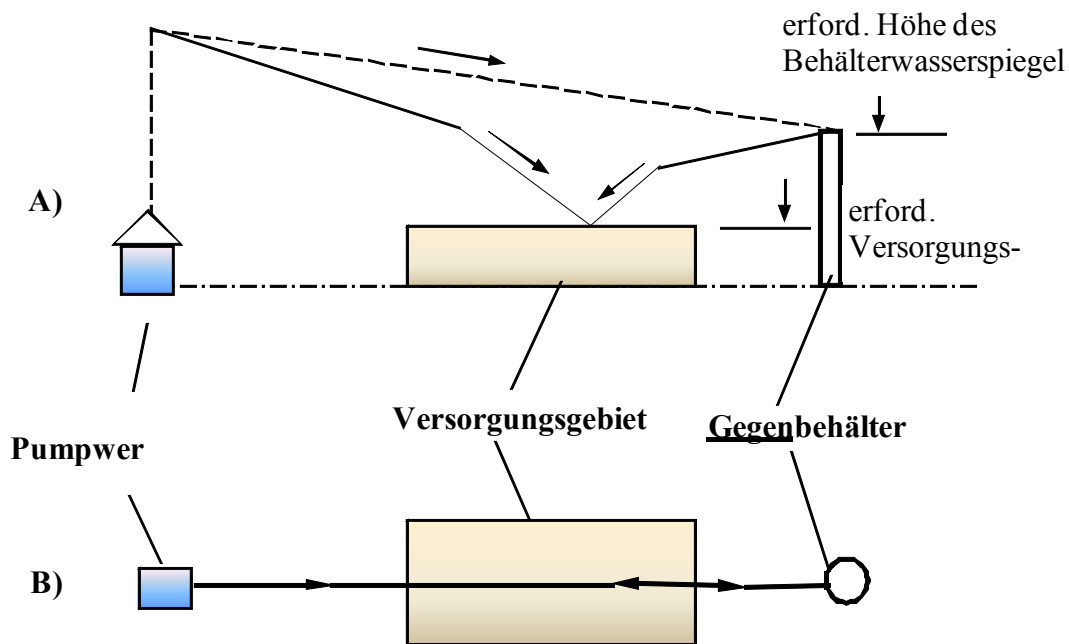 erford. Höhe des
Behälterwasserspiegel
A)
erford.
Versorgungs-
Versorgungsgebiet
Gegenbehälter
Pumpwer
B)